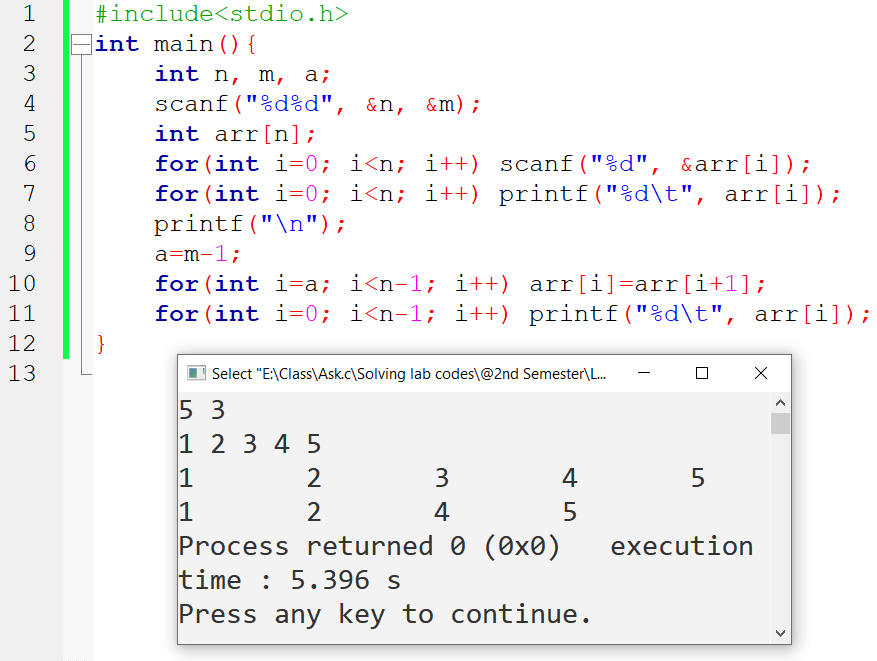 1 #include<stdio.h>
2 int main(){
3 int n, m, a;
4 scanf("%d%d", &n, &m);
5 int arr[n];
6 for(int i=0; i<n; i++) scanf("%d", &arr[i]);
7 for(int i=0; i<n; i++) printf("%d\t", arr[i]);
8 printf("\n");
9 a=m-1;
10 for(int i=a; i<n-1; i++) arr[i]=arr[i+1];
11 for(int i=0; i<n-1; i++) printf("%d\t", arr[i]);
12 }
13
Select "E:\Class\Ask.c\Solving lab codes\@2nd Semester\L...
5 3
1 2 3 4 5
1 2 3 4 5
1 2 4 5
Process returned 0 (0x0) execution
time : 5.396 s
Press any key to continue.